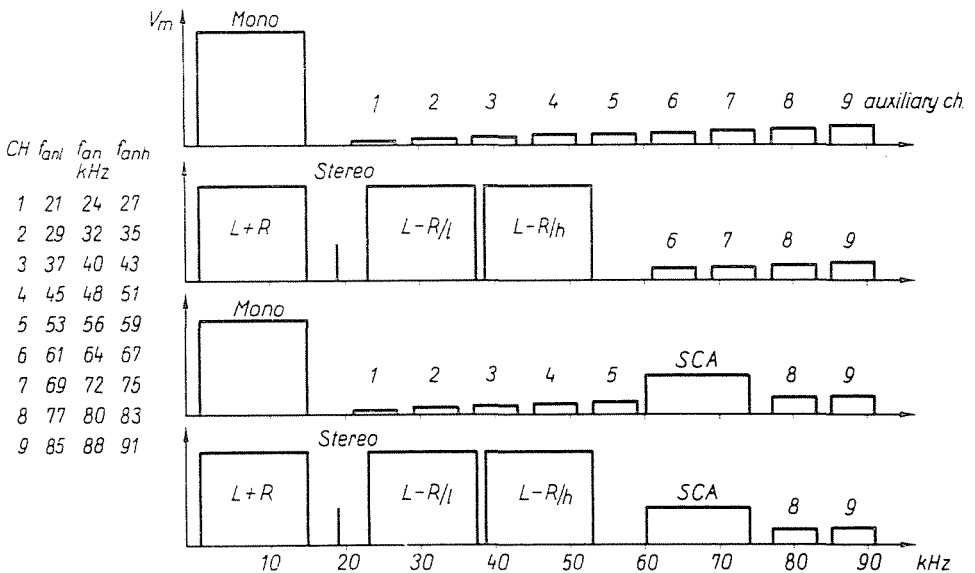 V_m Mono
1 2 3 4 5 6 7 8 9 auxiliary ch.
CH f_anl f_an f_anh
kHz
1 21 24 27
2 29 32 35
3 37 40 43
4 45 48 51
5 53 56 59
6 61 64 67
7 69 72 75
8 77 80 83
9 85 88 91
Stereo
L+R L-R/l L-R/h 6 7 8 9
Mono
1 2 3 4 5 SCA 8 9
Stereo
L+R L-R/l L-R/h SCA 8 9
10 20 30 40 50 60 70 80 90 kHz